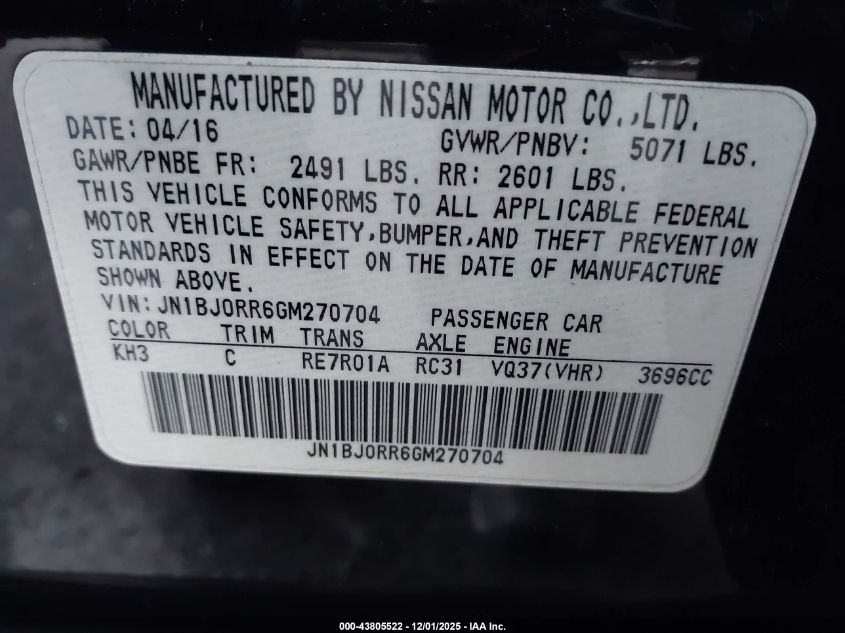 MANUFACTURED BY NISSAN MOTOR CO.,LTD.
DATE: 04/16 GVWR/PNBV: 5071 LBS.
GAWR/PNBE FR: 2491 LBS. RR: 2601 LBS.
THIS VEHICLE CONFORMS TO ALL APPLICABLE FEDERAL
MOTOR VEHICLE SAFETY,BUMPER,AND THEFT PREVENTION
STANDARDS IN EFFECT ON THE DATE OF MANUFACTURE
SHOWN ABOVE.
VIN:JN1BJ0RR6GM270704 PASSENGER CAR
COLOR TRIM TRANS AXLE ENGINE
KH3 C RE7R01A RC31 VQ37(VHR) 3696CC
JN1BJ0RR6GM270704
000-43805522 - 12/01/2025 - IAA Inc.